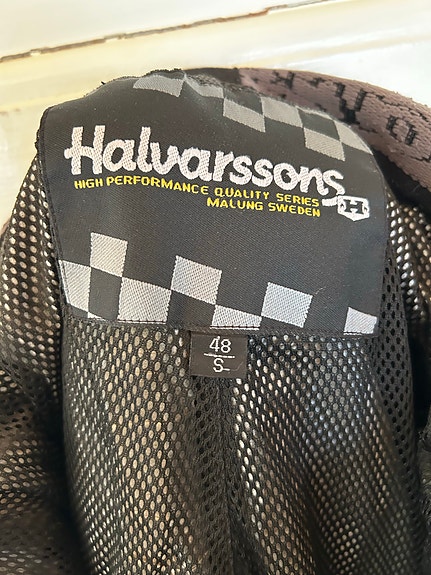 Halvarssons
H
HIGH PERFORMANCE QUALITY SERIES
MALUNG SWEDEN
48
S